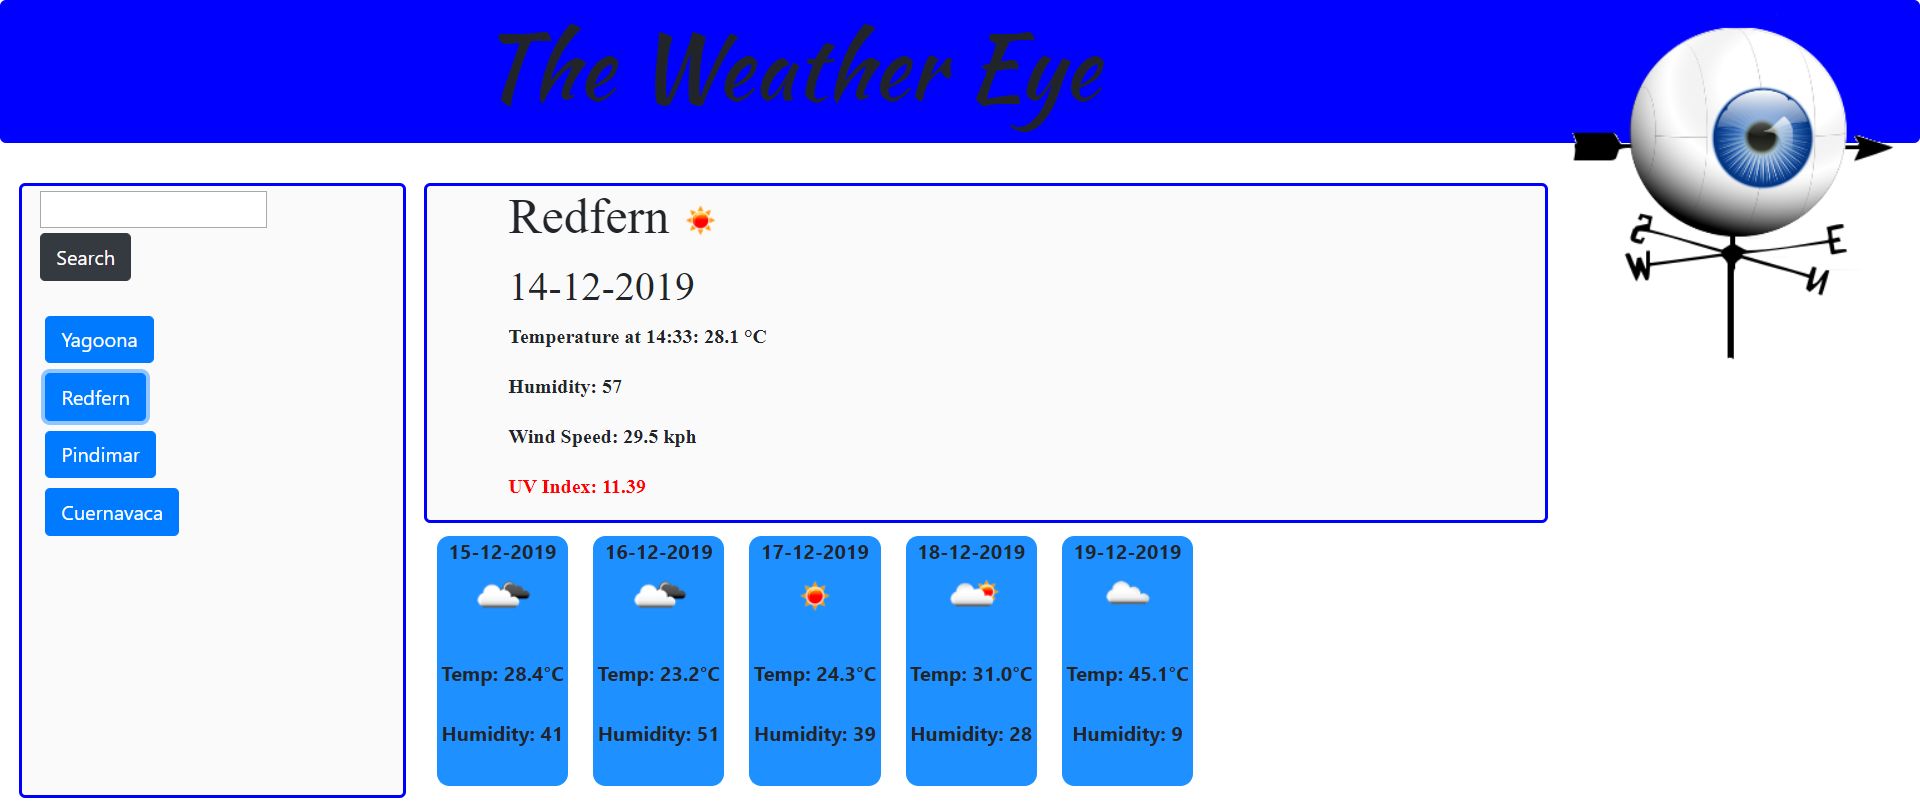 The Weather Eye
Search
Yagoona
Redfern
Pindimar
Cuernavaca
Redfern
14-12-2019
Temperature at 14:33: 28.1 °C
Humidity: 57
Wind Speed: 29.5 kph
UV Index: 11.39
15-12-2019
Temp: 28.4°C
Humidity: 41
16-12-2019
Temp: 23.2°C
Humidity: 51
17-12-2019
Temp: 24.3°C
Humidity: 39
18-12-2019
Temp: 31.0°C
Humidity: 28
19-12-2019
Temp: 45.1°C
Humidity: 9
S
E
W
N